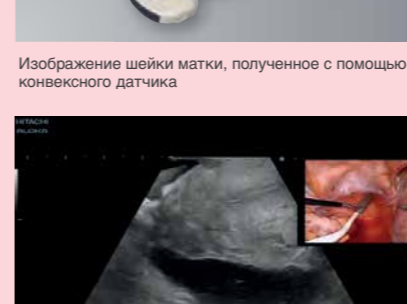 Изображение шейки матки, полученное с помощью
конвексного датчика
HITACHI
ALOKA